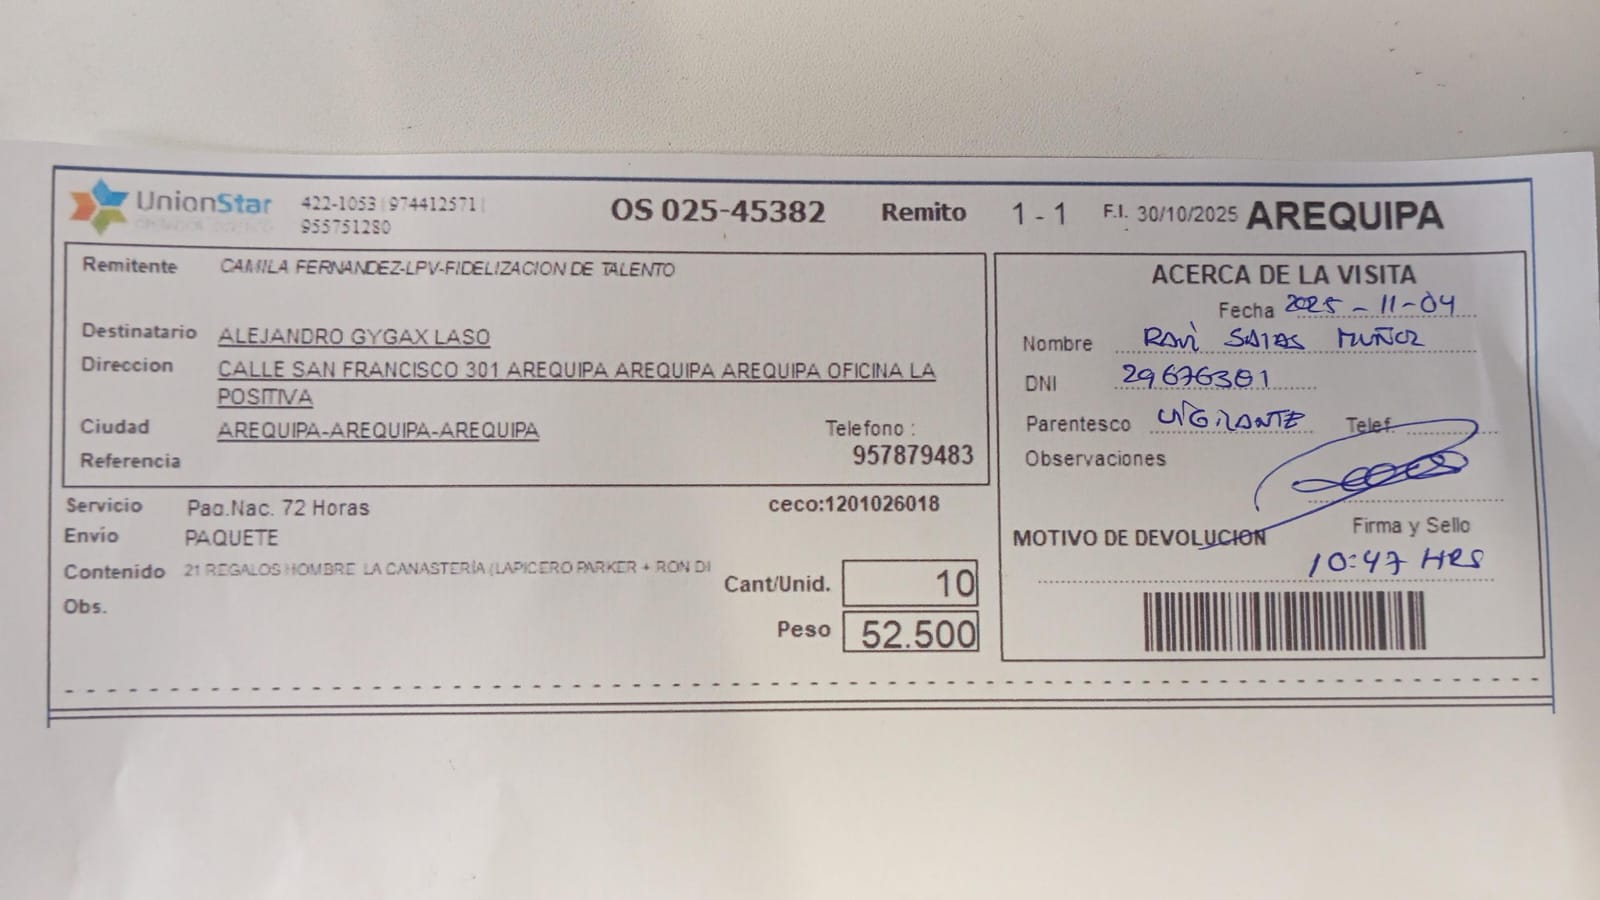 UnionStar 422-1053 | 974412571 | OS 025-45382 Remito 1 - 1 F.I. 30/10/2025 AREQUIPA
955751280
Remitente CAMILA FERNANDEZ-LPV-FIDELIZACION DE TALENTO
Destinatario ALEJANDRO GYGAX LASO
Direccion CALLE SAN FRANCISCO 301 AREQUIPA AREQUIPA AREQUIPA OFICINA LA
POSITIVA
Ciudad AREQUIPA-AREQUIPA-AREQUIPA Telefono :
Referencia 957879483
Servicio Paq.Nac. 72 Horas ceco:1201026018
Envío PAQUETE
Contenido 21 REGALOS HOMBRE LA CANASTERÍA (LAPICERO PARKER + RON DI
Cant/Unid. 10
Obs.
Peso 52.500
ACERCA DE LA VISITA
Fecha 2025-11-04
Nombre MUÑOZ
DNI 29676301
Parentesco VIGILANTE Telef.
Observaciones
Firma y Sello
MOTIVO DE DEVOLUCION
10:47 HRS